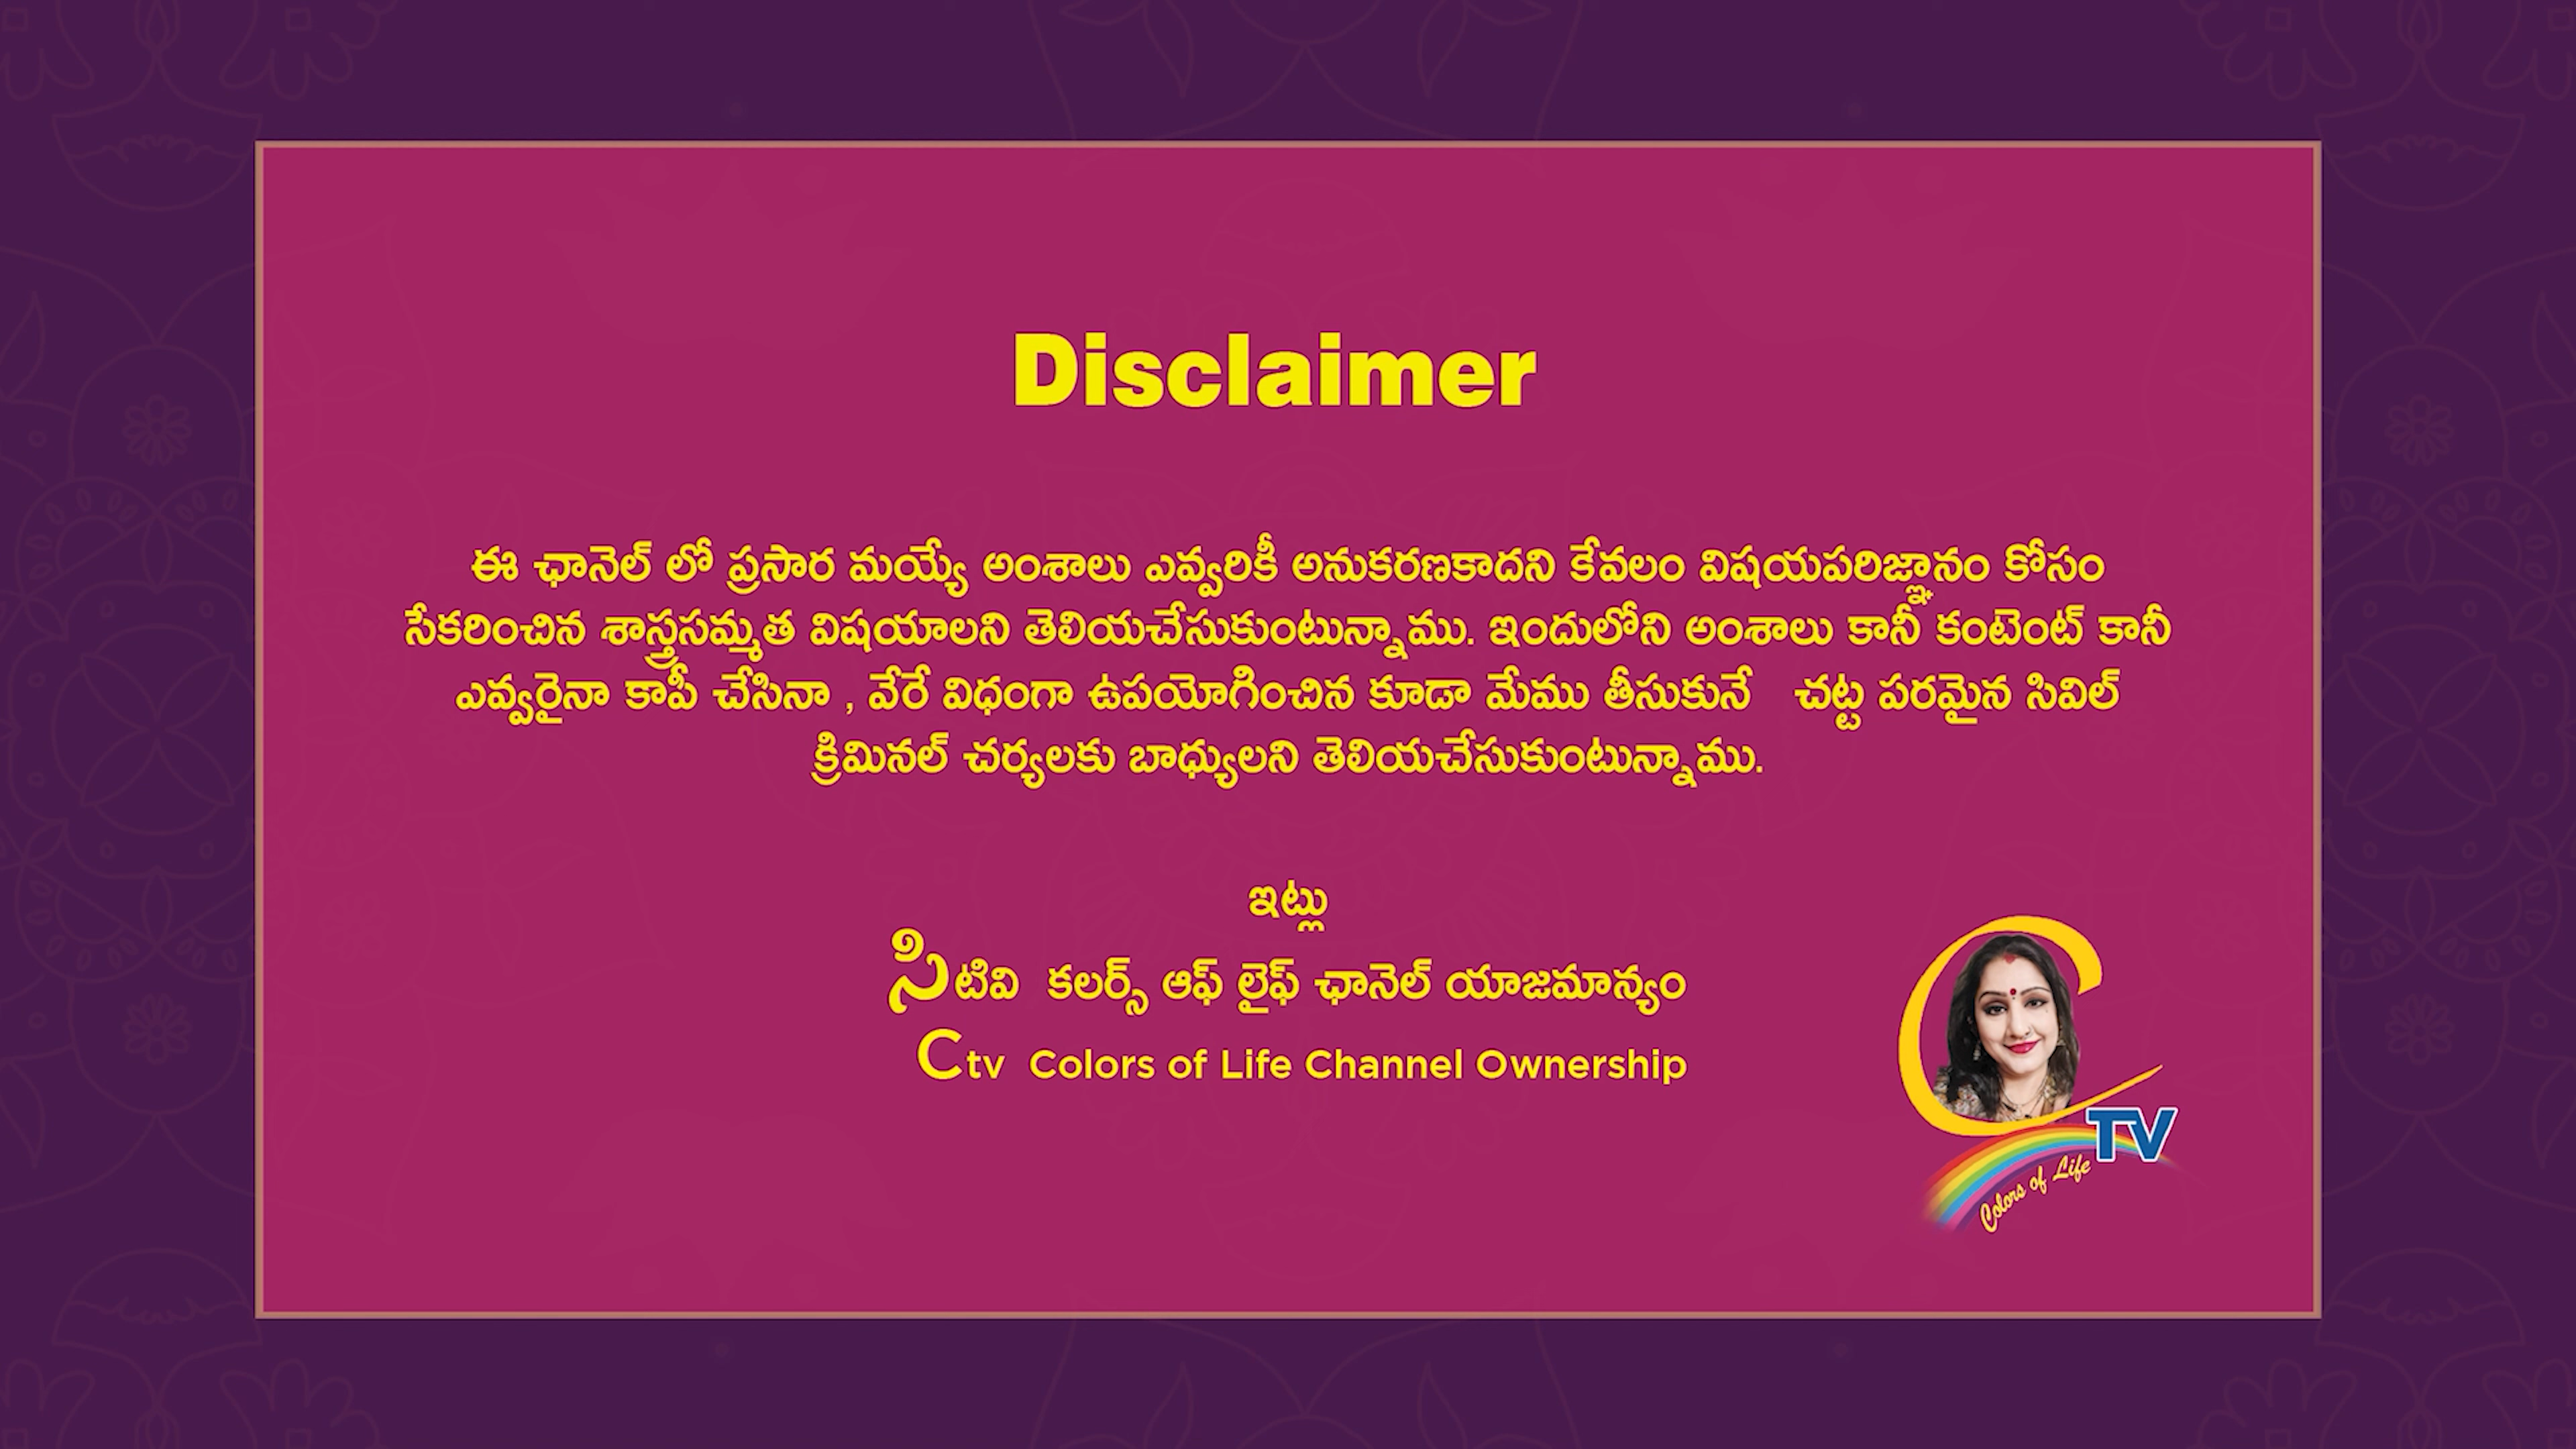 Disclaimer
ఈ ఛానెల్ లో ప్రసార మయ్యే అంశాలు ఎవ్వరికీ అనుకరణకాదని కేవలం విషయపరిజ్ఞానం కోసం
సేకరించిన శాస్త్రసమ్మత విషయాలని తెలియచేసుకుంటున్నాము. ఇందులోని అంశాలు కానీ కంటెంట్ కానీ
ఎవ్వరైనా కాపీ చేసినా , వేరే విధంగా ఉపయోగించిన కూడా మేము తీసుకునే చట్ట పరమైన సివిల్
క్రిమినల్ చర్యలకు బాధ్యులని తెలియచేసుకుంటున్నాము.
ఇట్లు
సిటివి కలర్స్ ఆఫ్ లైఫ్ ఛానెల్ యాజమాన్యం
Ctv Colors of Life Channel Ownership
C TV
Colors of Life